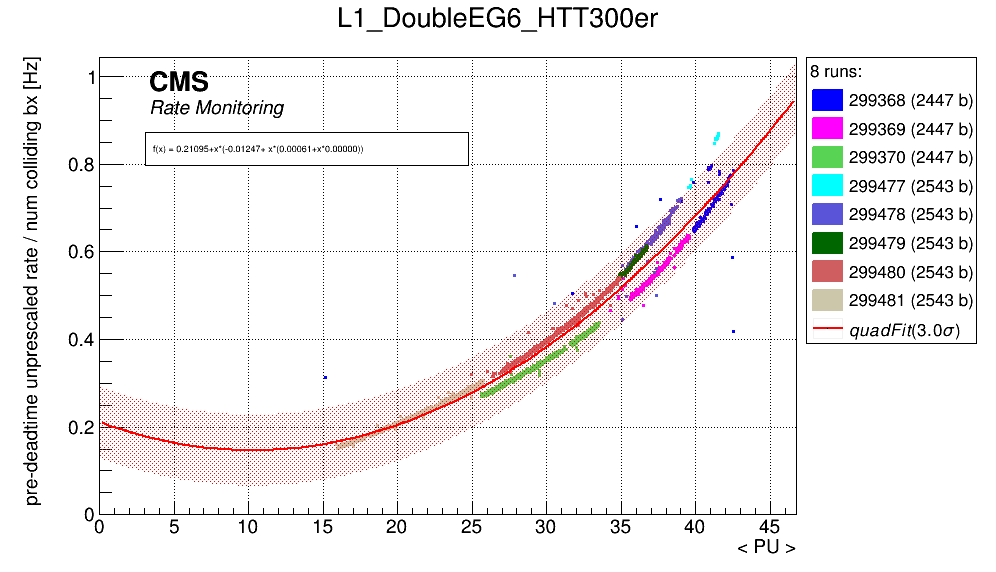 L1_DoubleEG6_HTT300er
pre-deadtime unprescaled rate / num colliding bx [Hz]
CMS
Rate Monitoring
f(x) = 0.21095+x*(-0.01247+ x*(0.00061+x*0.00000))
1
0.8
0.6
0.4
0.2
0
0 5 10 15 20 25 30 35 40 45
< PU >
8 runs:
299368 (2447 b)
299369 (2447 b)
299370 (2447 b)
299477 (2543 b)
299478 (2543 b)
299479 (2543 b)
299480 (2543 b)
299481 (2543 b)
quadFit(3.0σ)